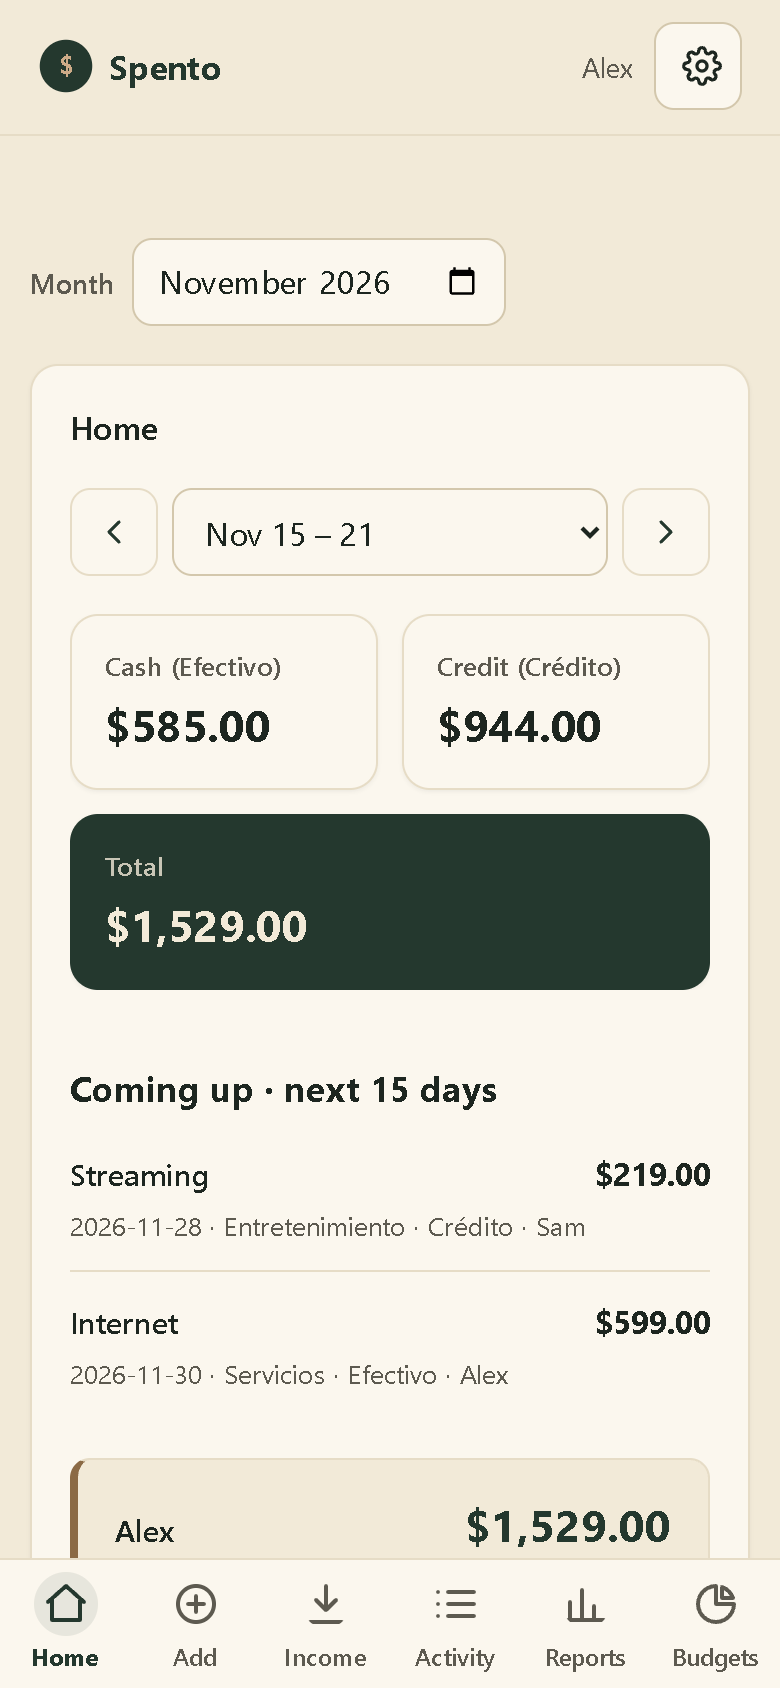 $ Spento
Alex
Month
November 2026
Home
Nov 15 – 21
Cash (Efectivo)
$585.00
Credit (Crédito)
$944.00
Total
$1,529.00
Coming up · next 15 days
Streaming
$219.00
2026-11-28 · Entretenimiento · Crédito · Sam
Internet
$599.00
2026-11-30 · Servicios · Efectivo · Alex
Alex
$1,529.00
Home
Add
Income
Activity
Reports
Budgets